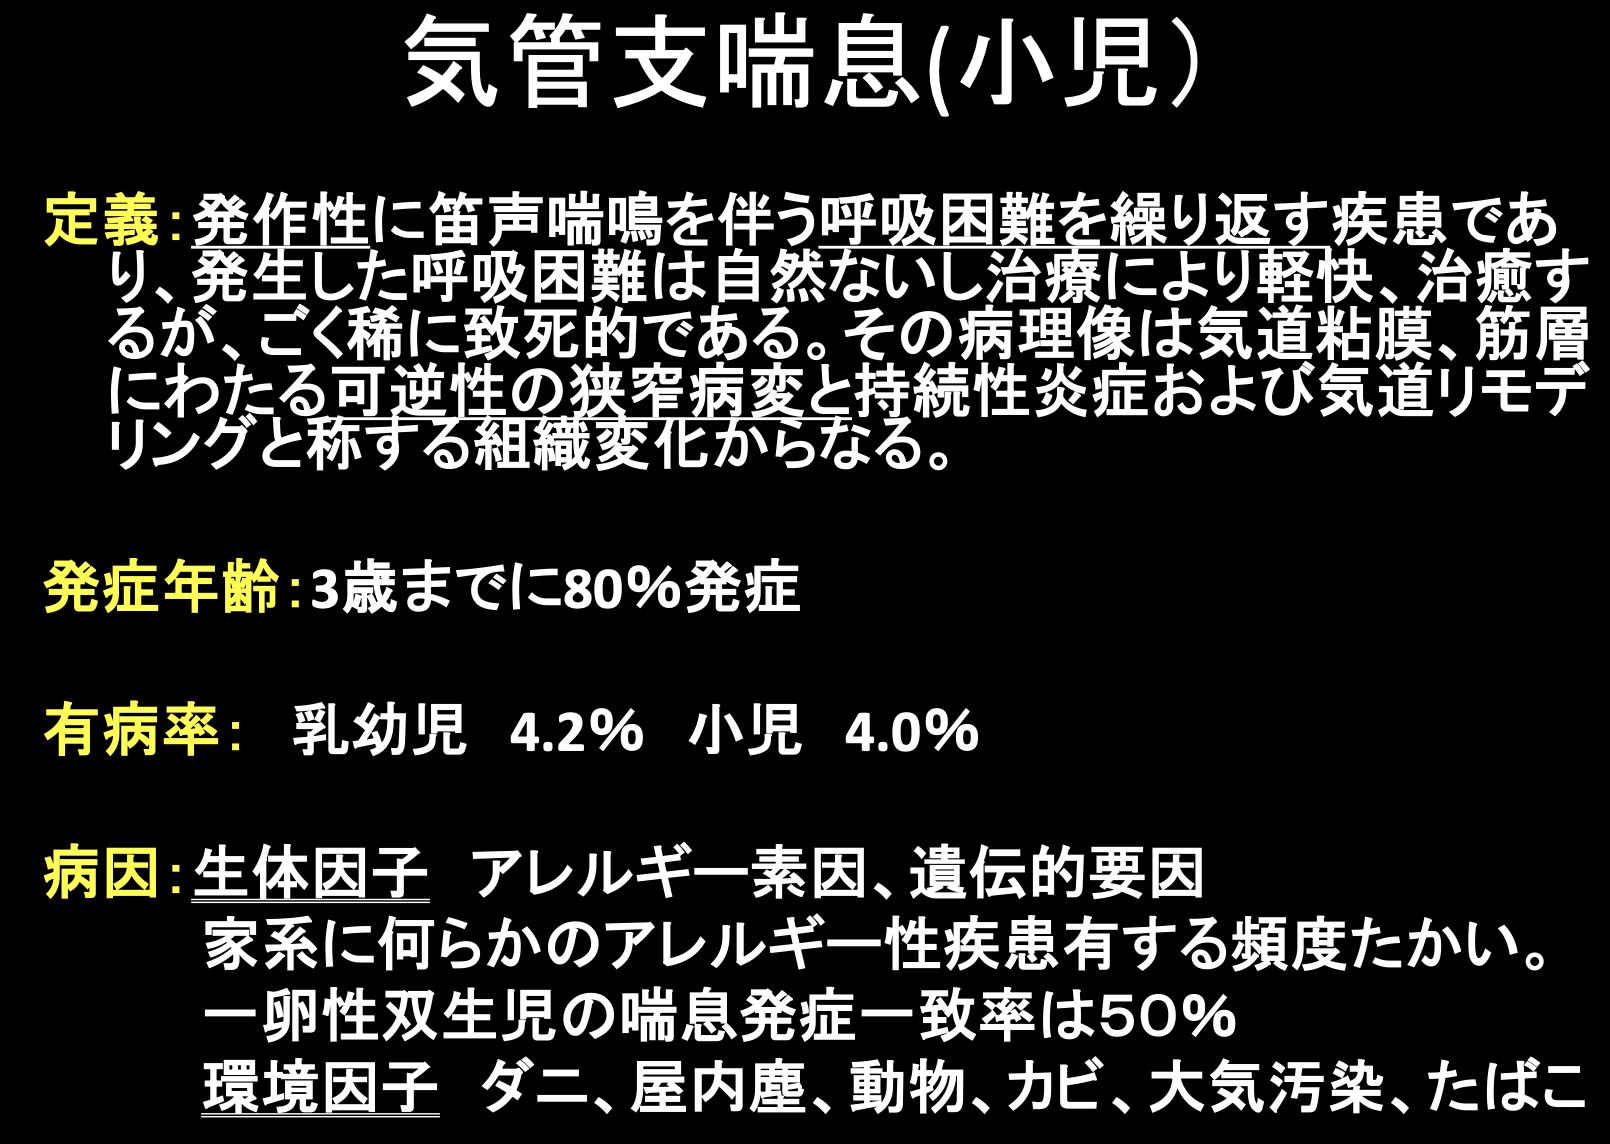 気管支喘息(小児）
定義：発作性に笛声喘鳴を伴う呼吸困難を繰り返す疾患であ
り、発生した呼吸困難は自然ないし治療により軽快、治癒す
るが、ごく稀に致死的である。その病理像は気道粘膜、筋層
にわたる可逆性の狭窄病変と持続性炎症および気道リモデ
リングと称する組織変化からなる。
発症年齢：3歳までに80％発症
有病率：　乳幼児　4.2％　小児　4.0％
病因：生体因子　アレルギー素因、遺伝的要因
家系に何らかのアレルギー性疾患有する頻度たかい。
一卵性双生児の喘息発症一致率は５０％
環境因子　ダニ、屋内塵、動物、カビ、大気汚染、たばこ